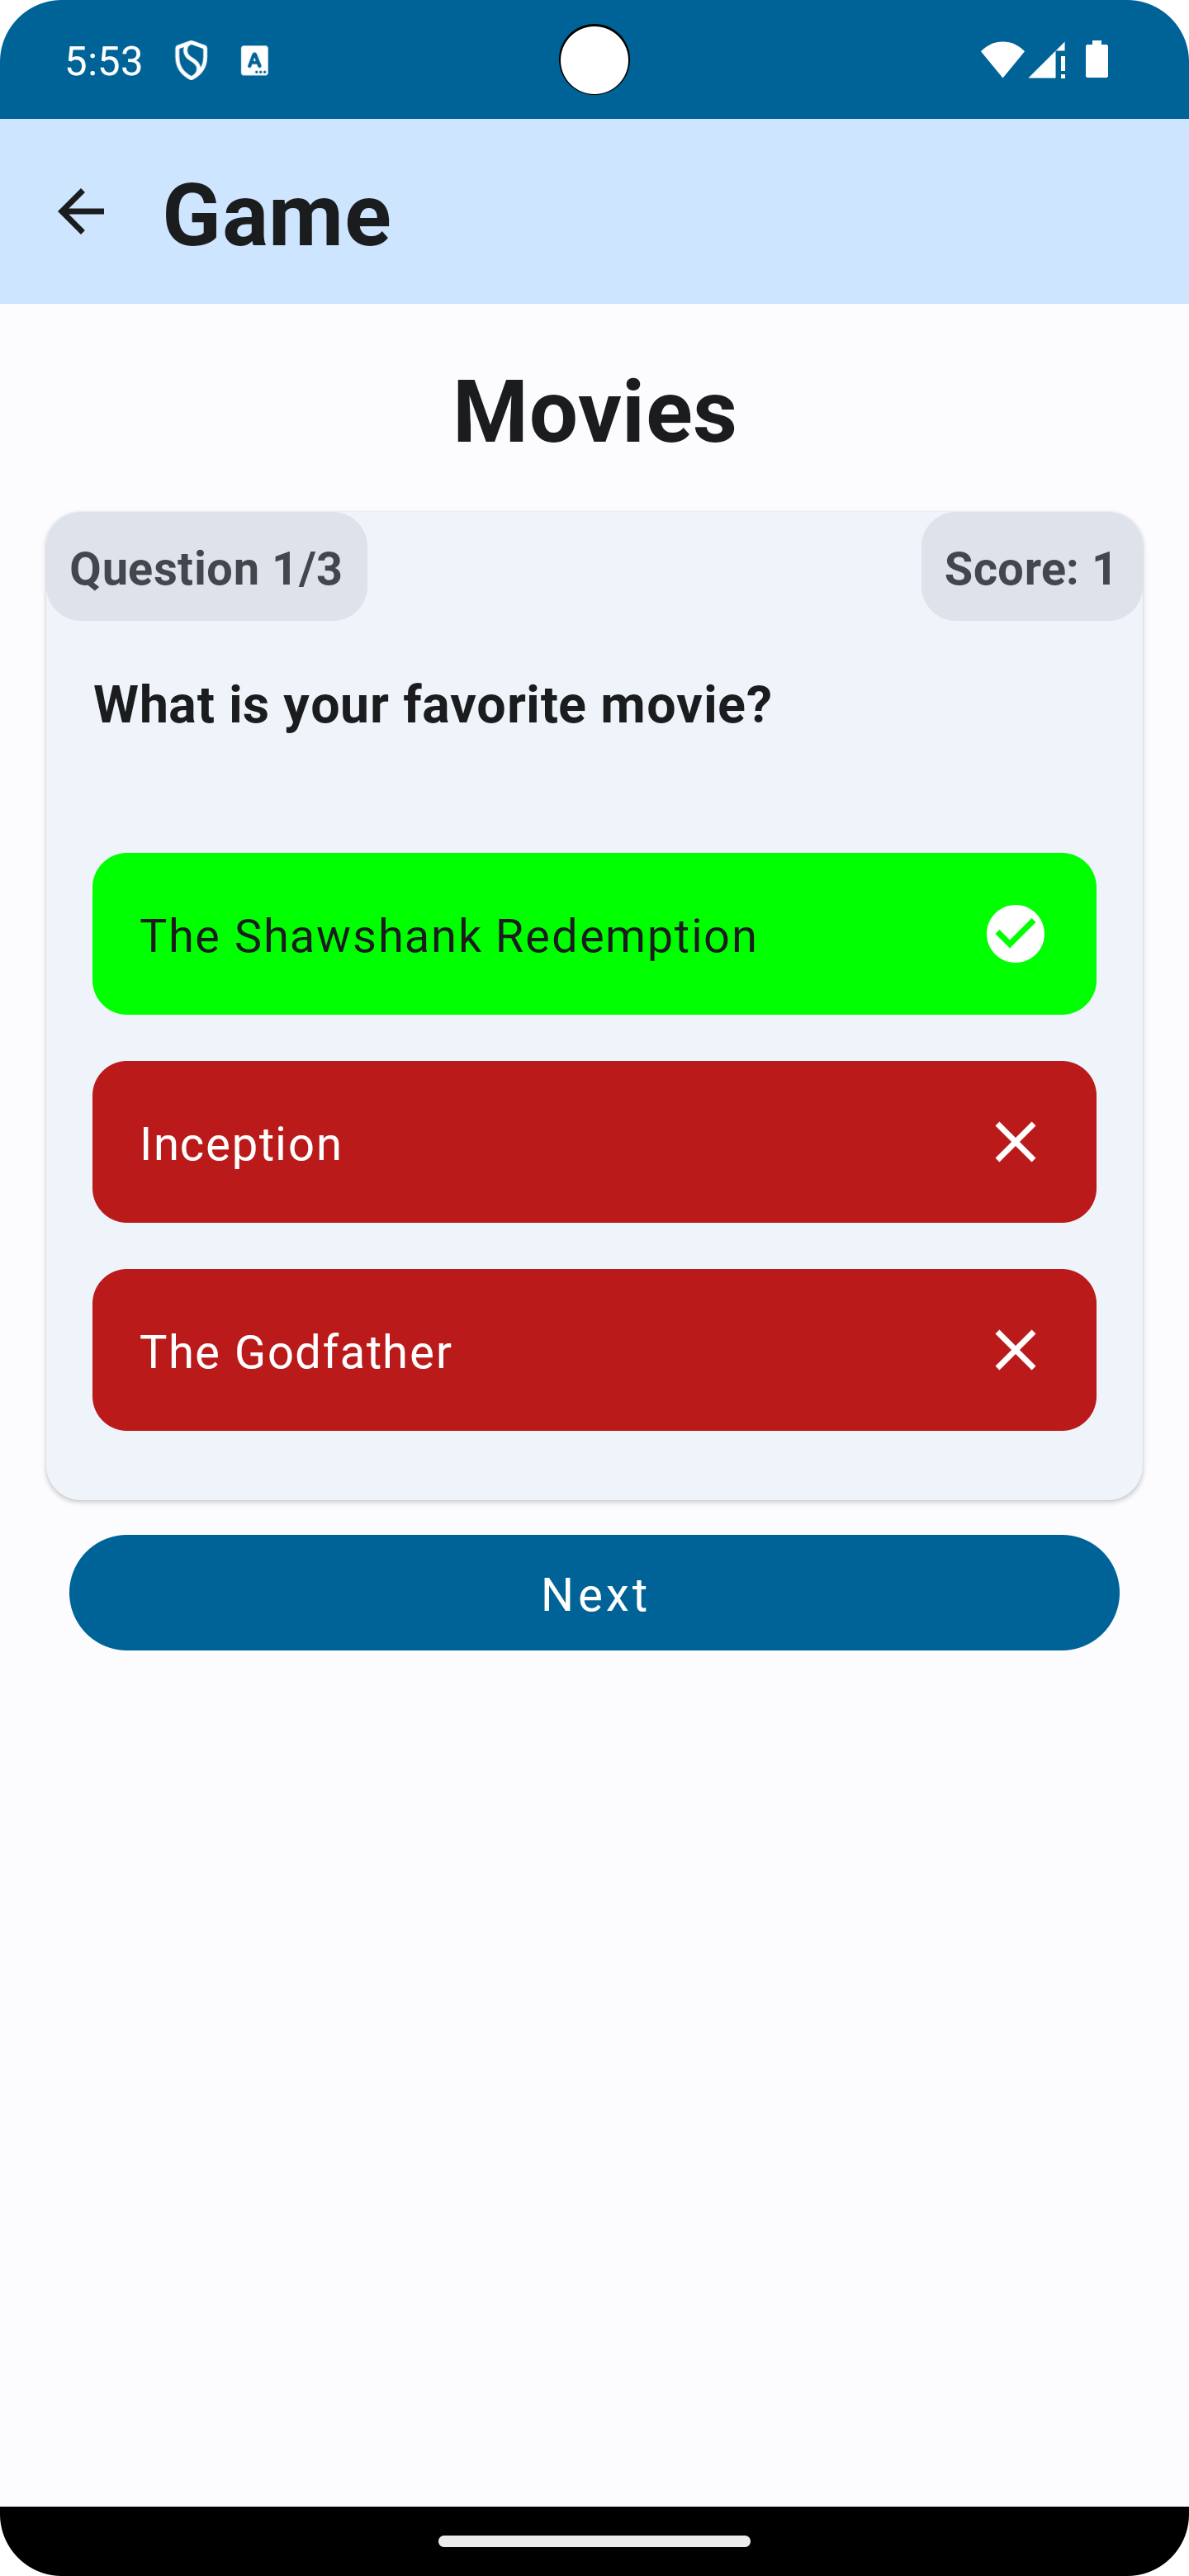 5:53
Game
Movies
Question 1/3
Score: 1
What is your favorite movie?
The Shawshank Redemption
Inception
The Godfather
Next